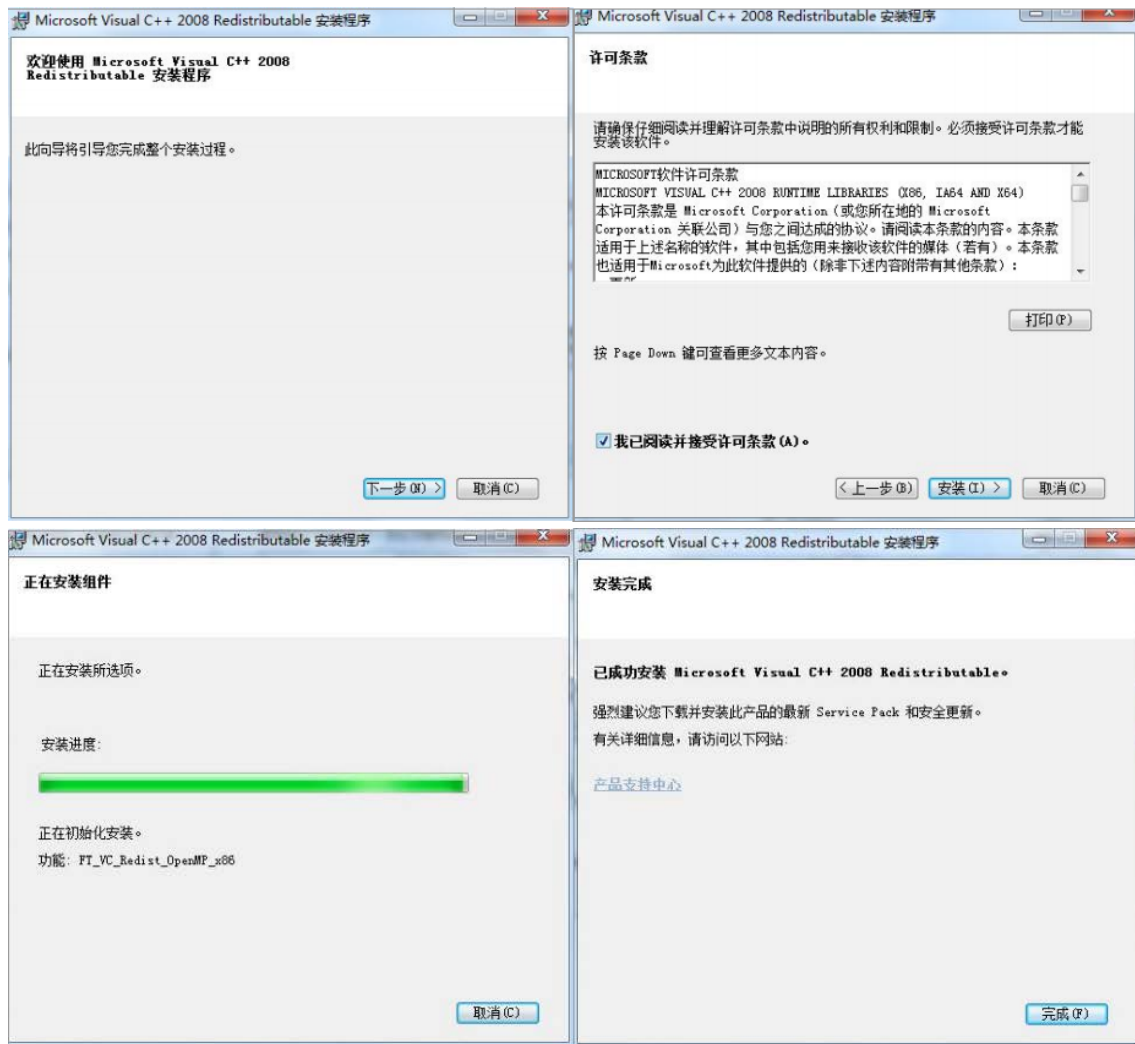 Microsoft Visual C++ 2008 Redistributable 安装程序
欢迎使用 Microsoft Visual C++ 2008
Redistributable 安装程序
此向导将引导您完成整个安装过程。
下一步(N) >
取消(C)
Microsoft Visual C++ 2008 Redistributable 安装程序
许可条款
请确保仔细阅读并理解许可条款中说明的所有权利和限制。必须接受许可条款才能
安装该软件。
MICROSOFT软件许可条款
MICROSOFT VISUAL C++ 2008 RUNTIME LIBRARIES (X86, IA64 AND X64)
本许可条款是 Microsoft Corporation（或您所在地的 Microsoft
Corporation 关联公司）与您之间达成的协议。请阅读本条款的内容。本条款
适用于上述名称的软件，其中包括您用来接收该软件的媒体（若有）。本条款
也适用于Microsoft为此软件提供的（除非下述内容附带有其他条款）：
打印(P)
按 Page Down 键可查看更多文本内容。
我已阅读并接受许可条款(A)。
< 上一步(B)
安装(I) >
取消(C)
Microsoft Visual C++ 2008 Redistributable 安装程序
正在安装组件
正在安装所选项。
安装进度:
正在初始化安装。
功能: FT_VC_Redist_OpenMP_x86
取消(C)
Microsoft Visual C++ 2008 Redistributable 安装程序
安装完成
已成功安装 Microsoft Visual C++ 2008 Redistributable。
强烈建议您下载并安装此产品的最新 Service Pack 和安全更新。
有关详细信息，请访问以下网站:
产品支持中心
完成(F)